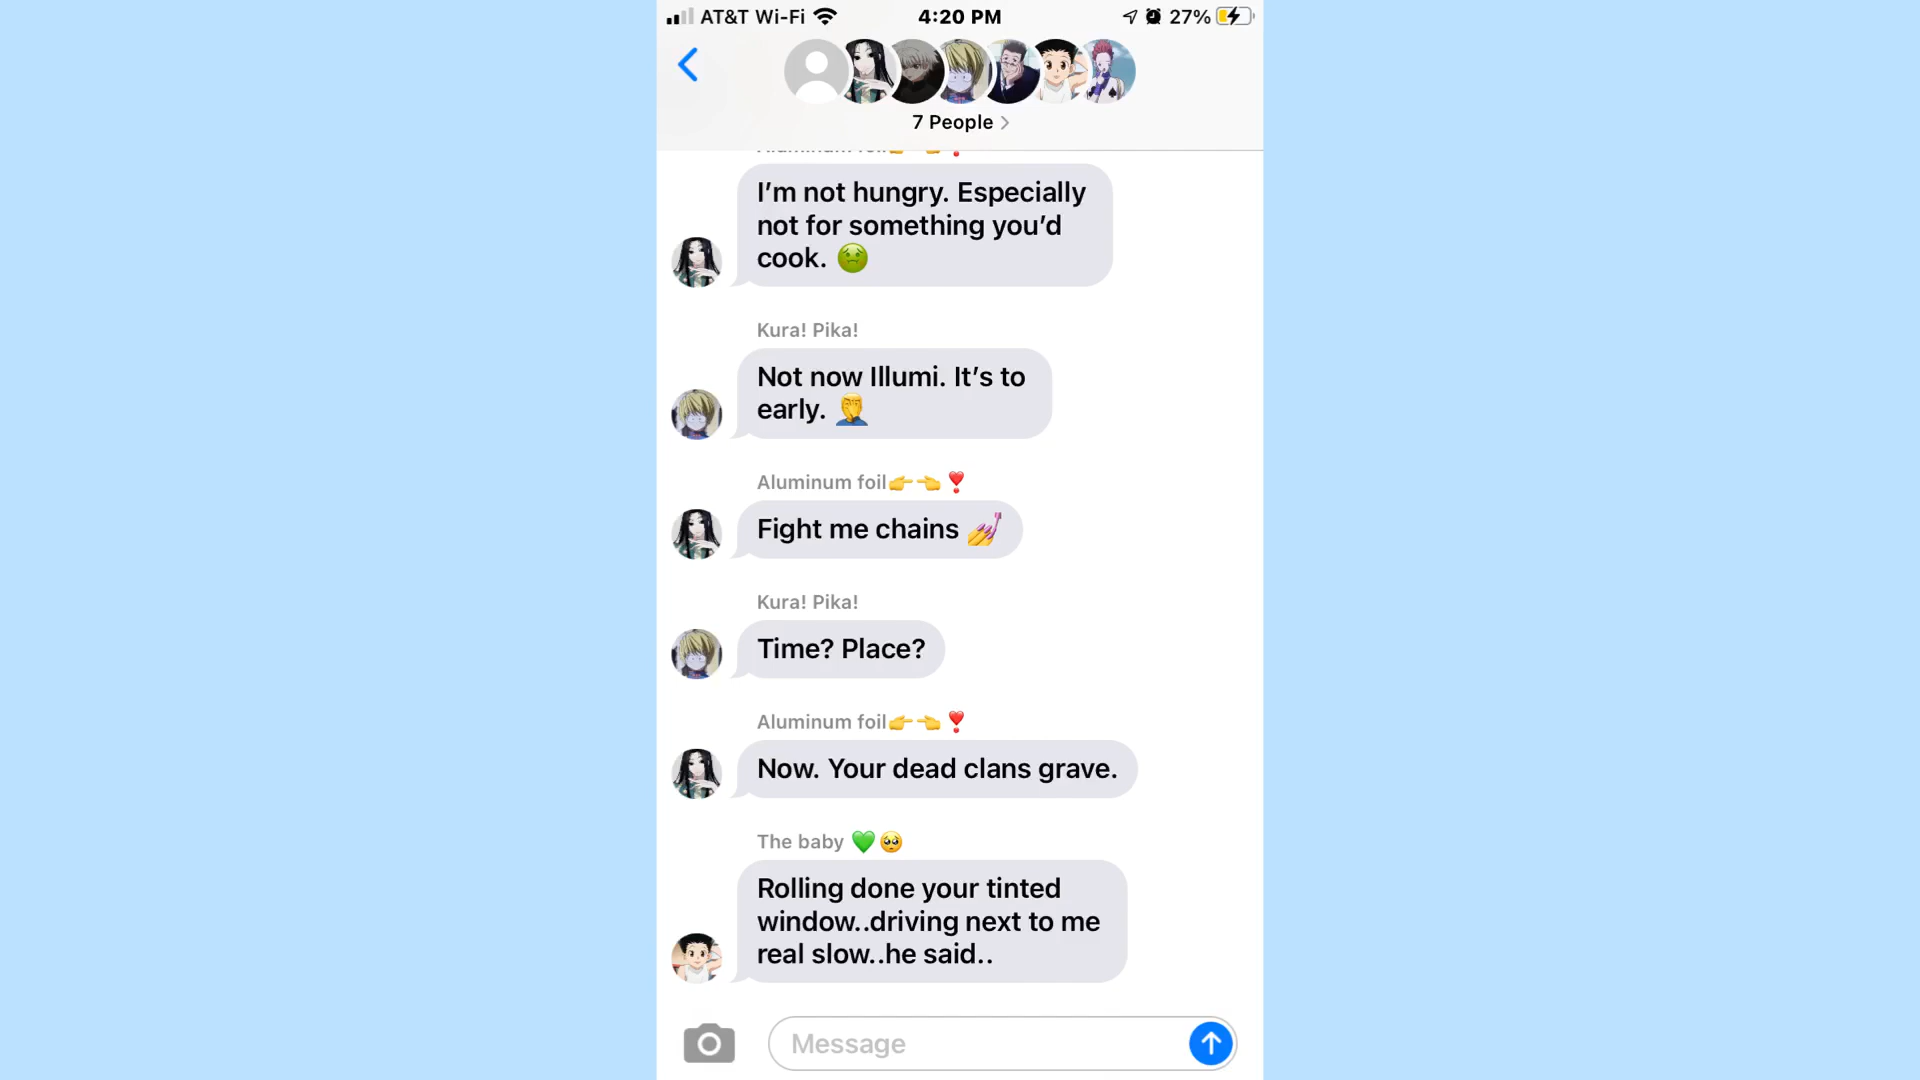 AT&T Wi-Fi 4:20 PM 27%
7 People
I'm not hungry. Especially
not for something you'd
cook. 🤢
Kura! Pika!
Not now Illumi. It's to
early. 🤦
Aluminum foil👉👈❣️
Fight me chains 💅
Kura! Pika!
Time? Place?
Aluminum foil👉👈❣️
Now. Your dead clans grave.
The baby 💚🥺
Rolling done your tinted
window..driving next to me
real slow..he said..
Message